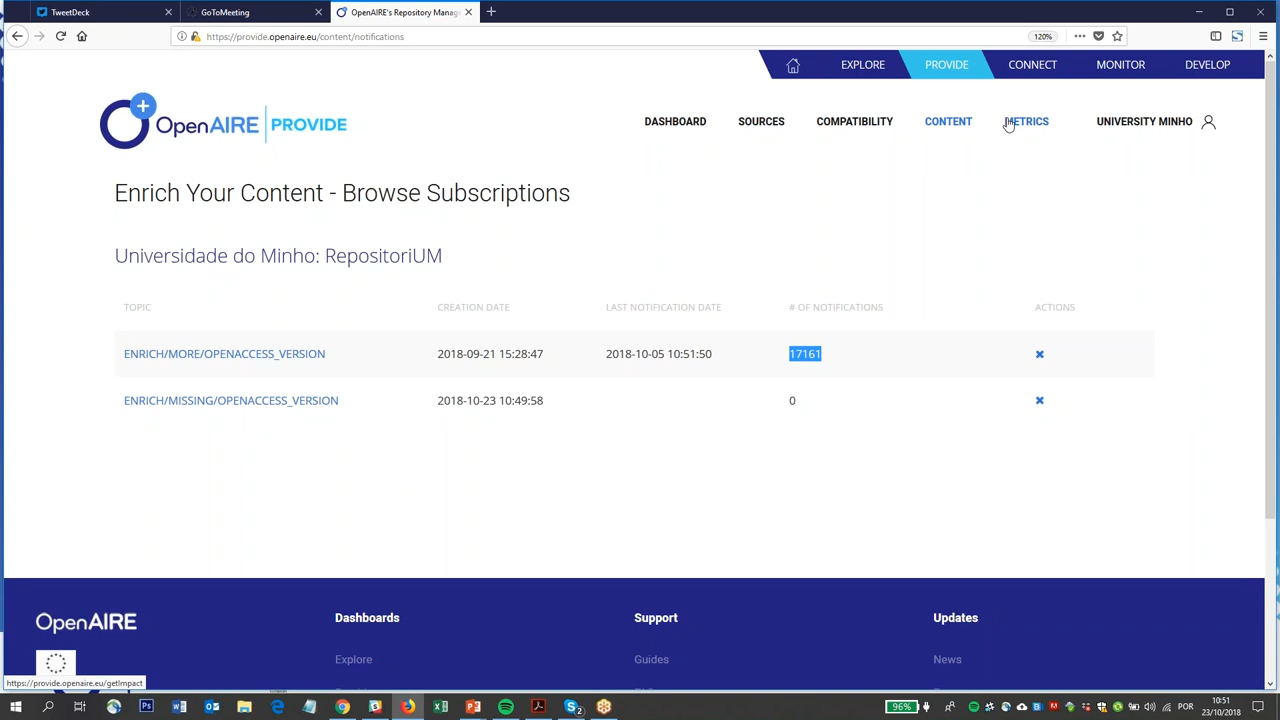 TweetDeck
GoToMeeting
OpenAIRE's Repository Manag
https://provide.openaire.eu/content/notifications
120%
EXPLORE PROVIDE CONNECT MONITOR DEVELOP
OpenAIRE PROVIDE
DASHBOARD SOURCES COMPATIBILITY CONTENT METRICS UNIVERSITY MINHO
Enrich Your Content - Browse Subscriptions
Universidade do Minho: RepositoriUM
TOPIC CREATION DATE LAST NOTIFICATION DATE # OF NOTIFICATIONS ACTIONS
ENRICH/MORE/OPENACCESS_VERSION 2018-09-21 15:28:47 2018-10-05 10:51:50 17161
ENRICH/MISSING/OPENACCESS_VERSION 2018-10-23 10:49:58 0
OpenAIRE Dashboards Support Updates
Explore Guides News
https://provide.openaire.eu/getImpact
96% POR 10:51
23/10/2018